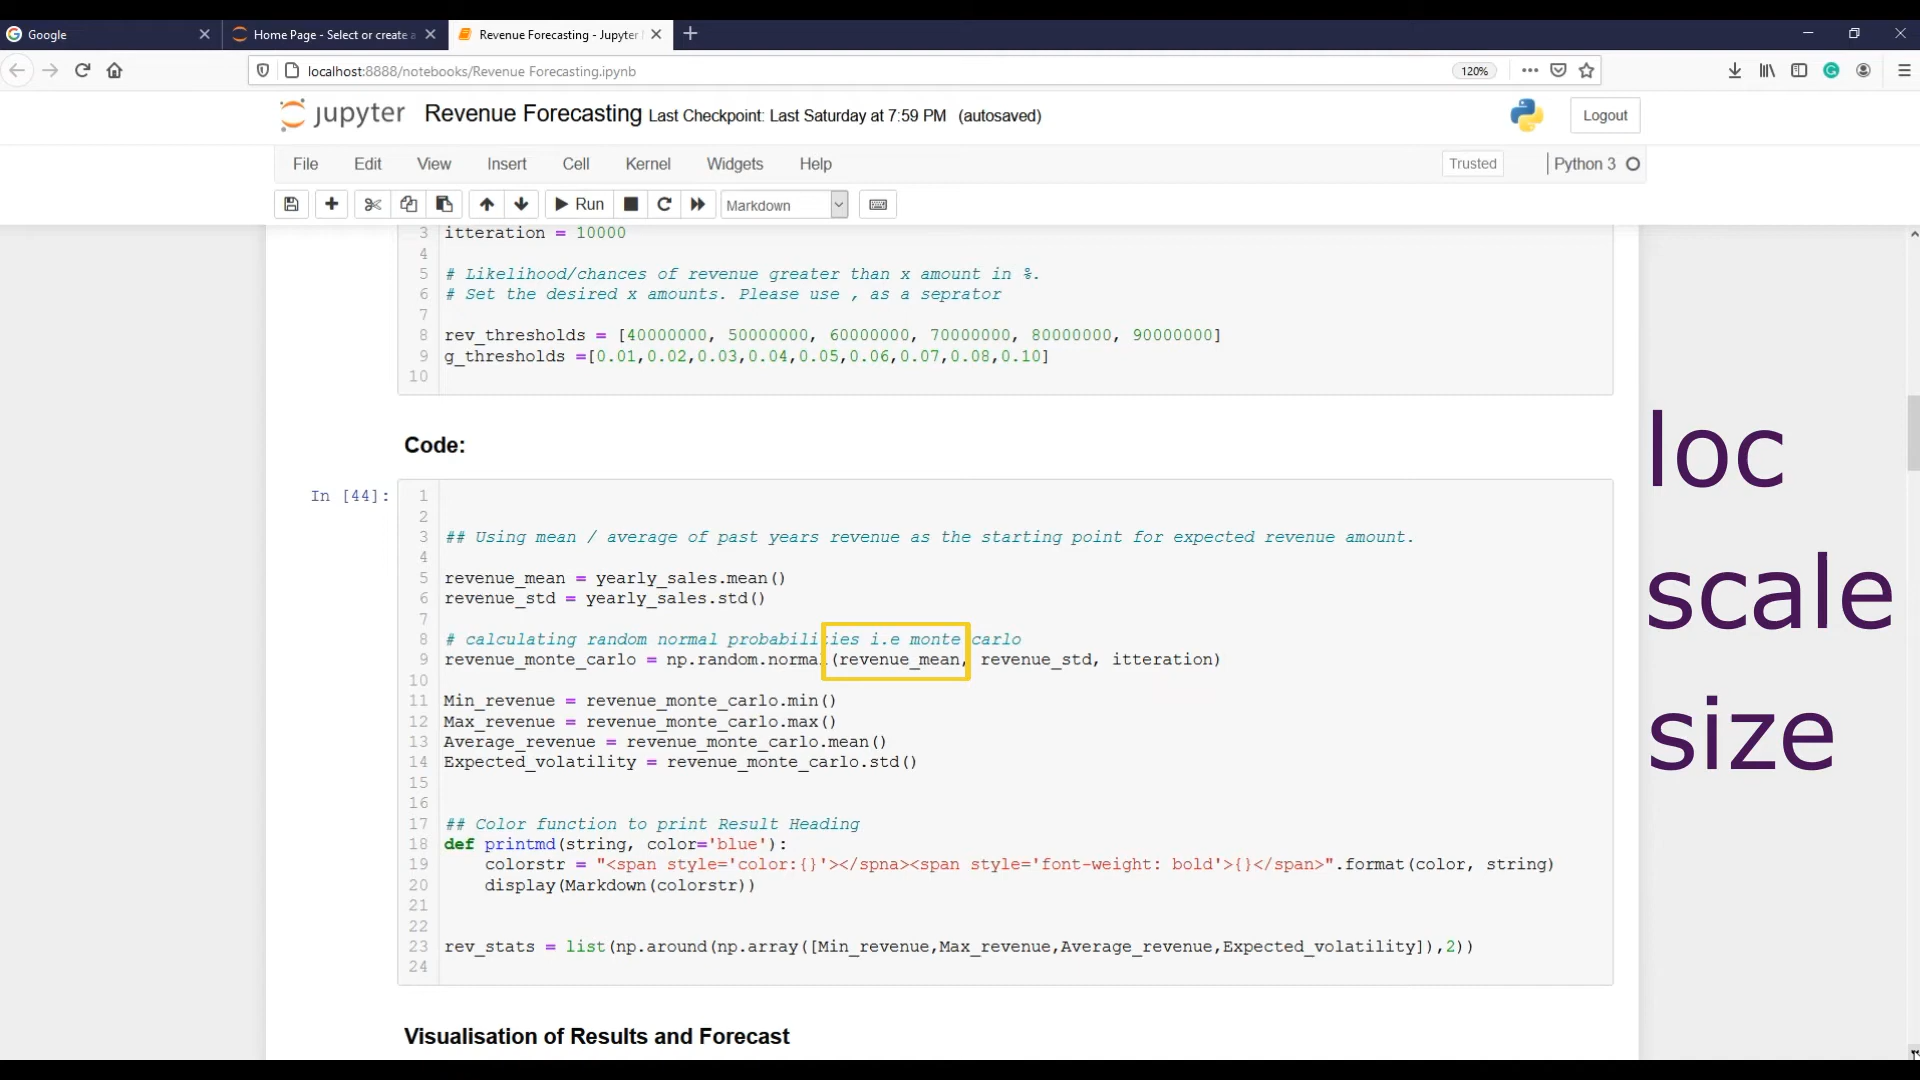 Google
Home Page - Select or create a
Revenue Forecasting - Jupyter
localhost:8888/notebooks/Revenue Forecasting.ipynb
120%
jupyter Revenue Forecasting Last Checkpoint: Last Saturday at 7:59 PM (autosaved)
Logout
File Edit View Insert Cell Kernel Widgets Help
Trusted
Python 3
Run
Markdown
3 itteration = 10000
4
5 # Likelihood/chances of revenue greater than x amount in %.
6 # Set the desired x amounts. Please use , as a seprator
7
8 rev_thresholds = [40000000, 50000000, 60000000, 70000000, 80000000, 90000000]
9 g_thresholds =[0.01,0.02,0.03,0.04,0.05,0.06,0.07,0.08,0.10]
10
Code:
In [44]:
1
2
3 ## Using mean / average of past years revenue as the starting point for expected revenue amount.
4
5 revenue_mean = yearly_sales.mean()
6 revenue_std = yearly_sales.std()
7
8 # calculating random normal probabilities i.e monte carlo
9 revenue_monte_carlo = np.random.normal(revenue_mean, revenue_std, itteration)
10
11 Min_revenue = revenue_monte_carlo.min()
12 Max_revenue = revenue_monte_carlo.max()
13 Average_revenue = revenue_monte_carlo.mean()
14 Expected_volatility = revenue_monte_carlo.std()
15
16
17 ## Color function to print Result Heading
18 def printmd(string, color='blue'):
19 colorstr = "<span style='color:{}'></spna><span style='font-weight: bold'>{}</span>".format(color, string)
20 display(Markdown(colorstr))
21
22
23 rev_stats = list(np.around(np.array([Min_revenue,Max_revenue,Average_revenue,Expected_volatility]),2))
24
Visualisation of Results and Forecast
loc
scale
size